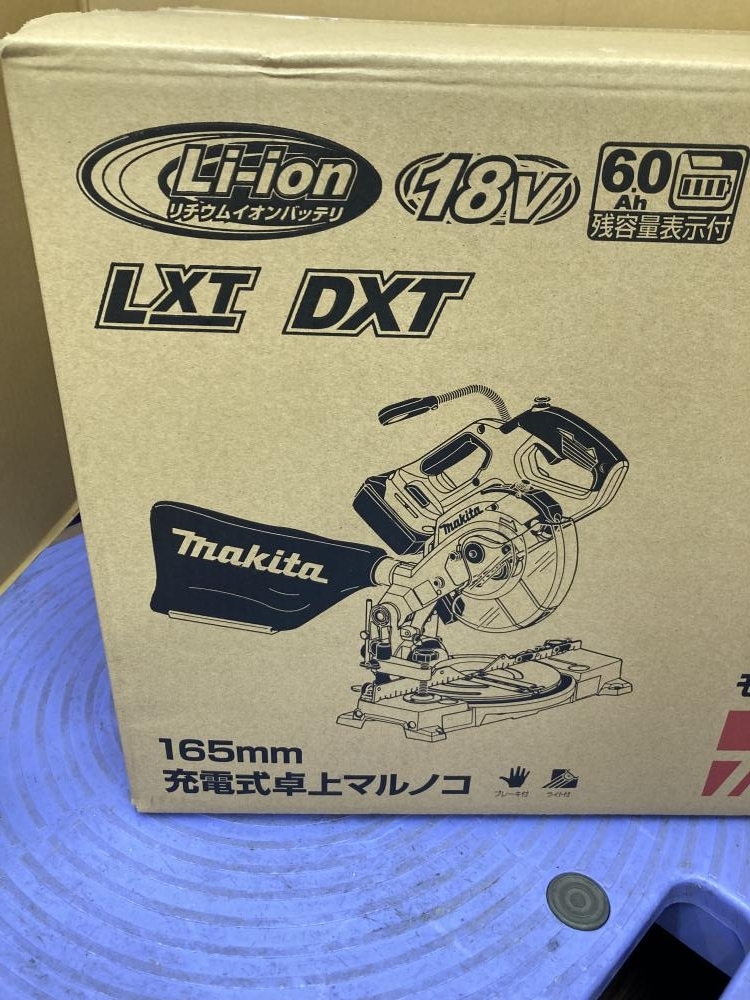 Li-ion
リチウムイオンバッテリ
18V
6.0
Ah
残容量表示付
LXT DXT
makita
makita
165mm
充電式卓上マルノコ
ブレーキ付
ライト付